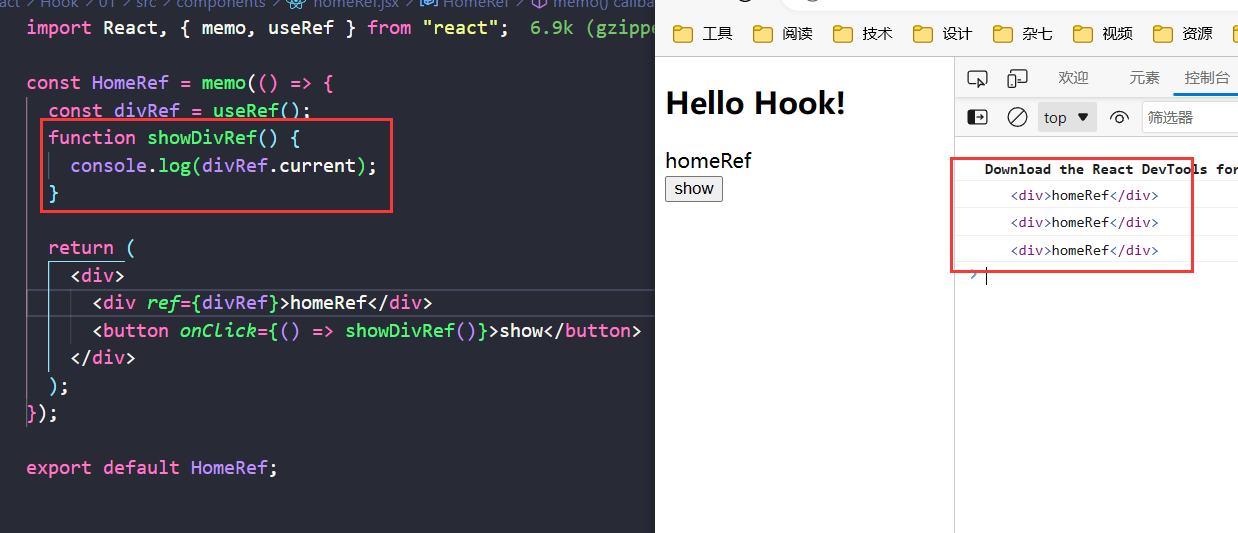 Hook > 01 > src > components > homeRef.jsx > HomeRef > memo() callba
import React, { memo, useRef } from "react"; 6.9k (gzippe
const HomeRef = memo(() => {
const divRef = useRef();
function showDivRef() {
console.log(divRef.current);
}
return (
<div>
<div ref={divRef}>homeRef</div>
<button onClick={() => showDivRef()}>show</button>
</div>
);
});
export default HomeRef;
工具 阅读 技术 设计 杂七 视频 资源
Hello Hook!
homeRef
show
欢迎 元素 控制台
top ▼ 筛选器
Download the React DevTools for
<div>homeRef</div>
<div>homeRef</div>
<div>homeRef</div>
>